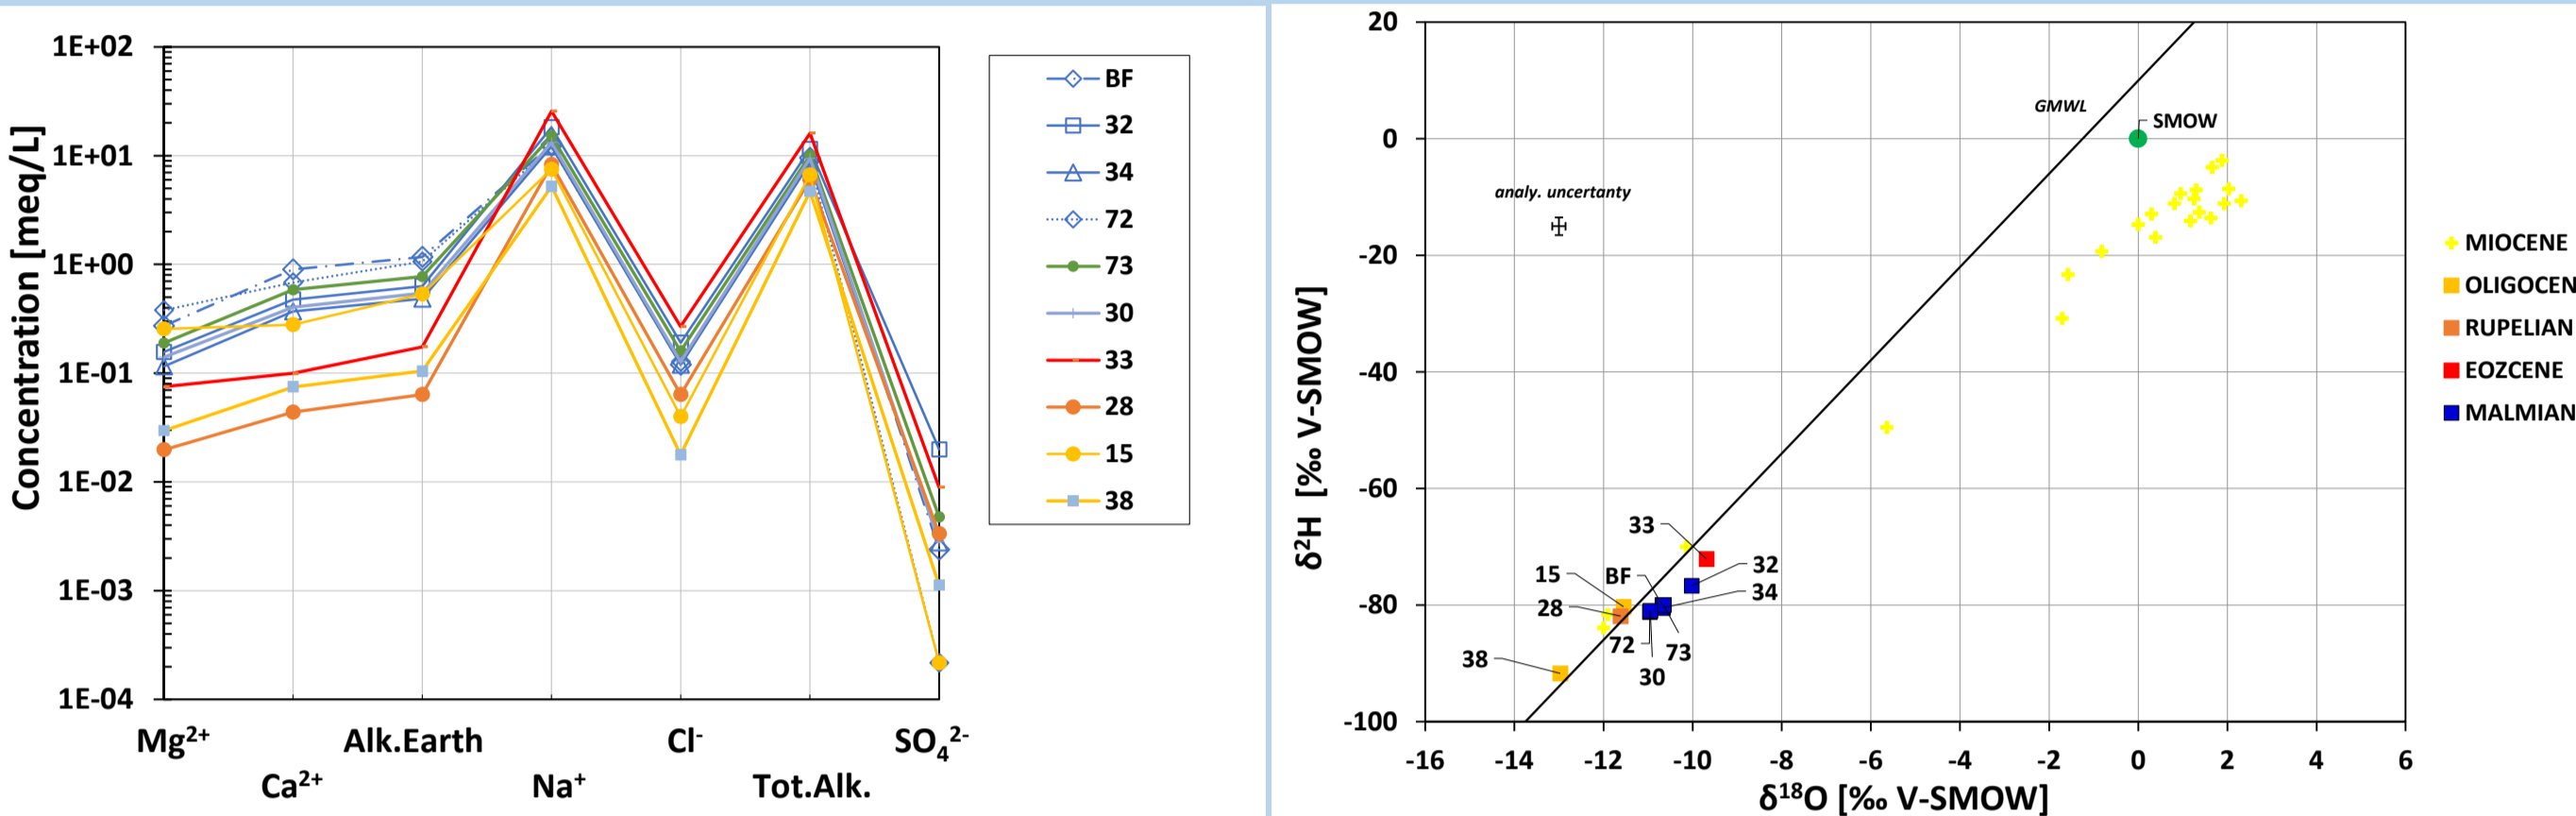 1E+02
1E+01
1E+00
1E-01
1E-02
1E-03
1E-04
Concentration [meq/L]
Mg²⁺
Ca²⁺
Alk.Earth
Na⁺
Cl⁻
Tot.Alk.
SO₄²⁻
BF
32
34
72
73
30
33
28
15
38
20
0
-20
-40
-60
-80
-100
δ²H [‰ V-SMOW]
GMWL
SMOW
analy. uncertanty
33
32
15
BF
34
28
72
73
30
38
-16
-14
-12
-10
-8
-6
-4
-2
0
2
4
6
δ¹⁸O [‰ V-SMOW]
MIOCENE
OLIGOCEN
RUPELIAN
EOZCENE
MALMIAN